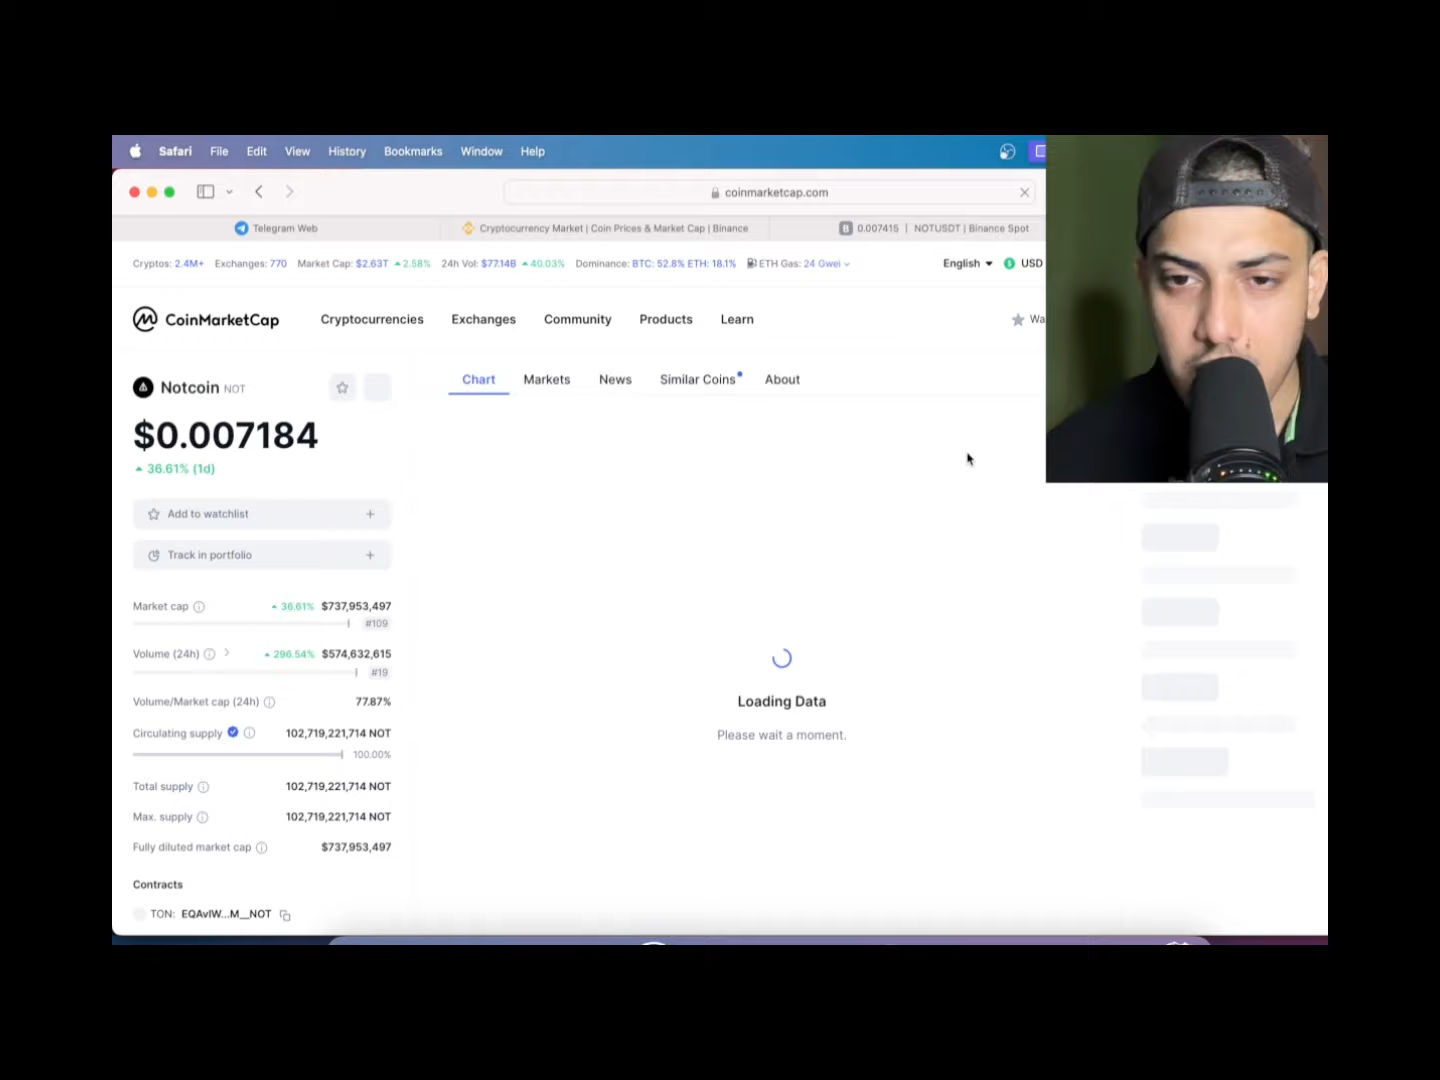 Safari File Edit View History Bookmarks Window Help
coinmarketcap.com
Telegram Web Cryptocurrency Market | Coin Prices & Market Cap | Binance 0.007415 | NOTUSDT | Binance Spot
Cryptos: 2.4M+ Exchanges: 770 Market Cap: $2.63T 2.58% 24h Vol: $77.14B 40.03% Dominance: BTC: 52.8% ETH: 18.1% ETH Gas: 24 Gwei English USD
CoinMarketCap Cryptocurrencies Exchanges Community Products Learn Wa
Notcoin NOT
Chart Markets News Similar Coins About
$0.007184
36.61% (1d)
Add to watchlist +
Track in portfolio +
Market cap 36.61% $737,953,497
#109
Volume (24h) 296.54% $574,632,615
#19
Volume/Market cap (24h) 77.87%
Circulating supply 102,719,221,714 NOT
100.00%
Total supply 102,719,221,714 NOT
Max. supply 102,719,221,714 NOT
Fully diluted market cap $737,953,497
Contracts
TON: EQAvlW...M__NOT
Loading Data
Please wait a moment.